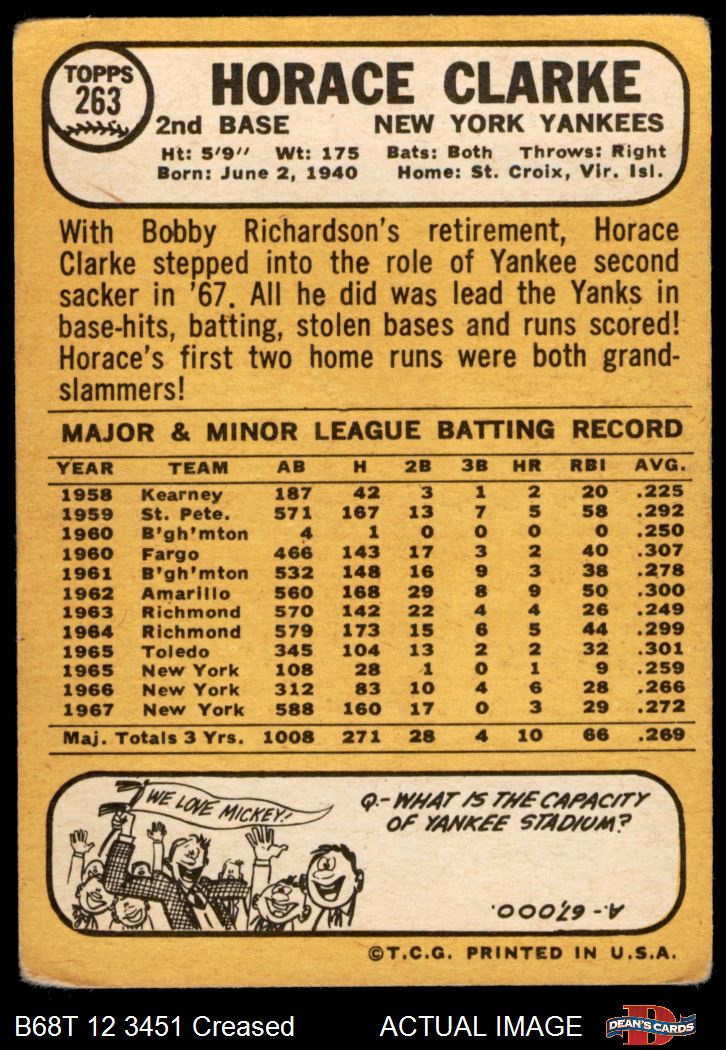 TOPPS
263
HORACE CLARKE
2nd BASE NEW YORK YANKEES
Ht: 5'9" Wt: 175 Bats: Both Throws: Right
Born: June 2, 1940 Home: St. Croix, Vir. Isl.
With Bobby Richardson's retirement, Horace
Clarke stepped into the role of Yankee second
sacker in '67. All he did was lead the Yanks in
base-hits, batting, stolen bases and runs scored!
Horace's first two home runs were both grand-
slammers!
MAJOR & MINOR LEAGUE BATTING RECORD
YEAR TEAM AB H 2B 3B HR RBI AVG.
1958 Kearney 187 42 3 1 2 20 .225
1959 St. Pete. 571 167 13 7 5 58 .292
1960 B'gh'mton 4 1 0 0 0 0 .250
1960 Fargo 466 143 17 3 2 40 .307
1961 B'gh'mton 532 148 16 9 3 38 .278
1962 Amarillo 560 168 29 8 9 50 .300
1963 Richmond 570 142 22 4 4 26 .249
1964 Richmond 579 173 15 6 5 44 .299
1965 Toledo 345 104 13 2 2 32 .301
1965 New York 108 28 1 0 1 9 .259
1966 New York 312 83 10 4 6 28 .266
1967 New York 588 160 17 0 3 29 .272
Maj. Totals 3 Yrs. 1008 271 28 4 10 66 .269
WE LOVE MICKEY!
Q.- WHAT IS THE CAPACITY
OF YANKEE STADIUM?
A.- 67,000.
©T.C.G. PRINTED IN U.S.A.
B68T 12 3451 Creased ACTUAL IMAGE
D
DEAN'S CARDS